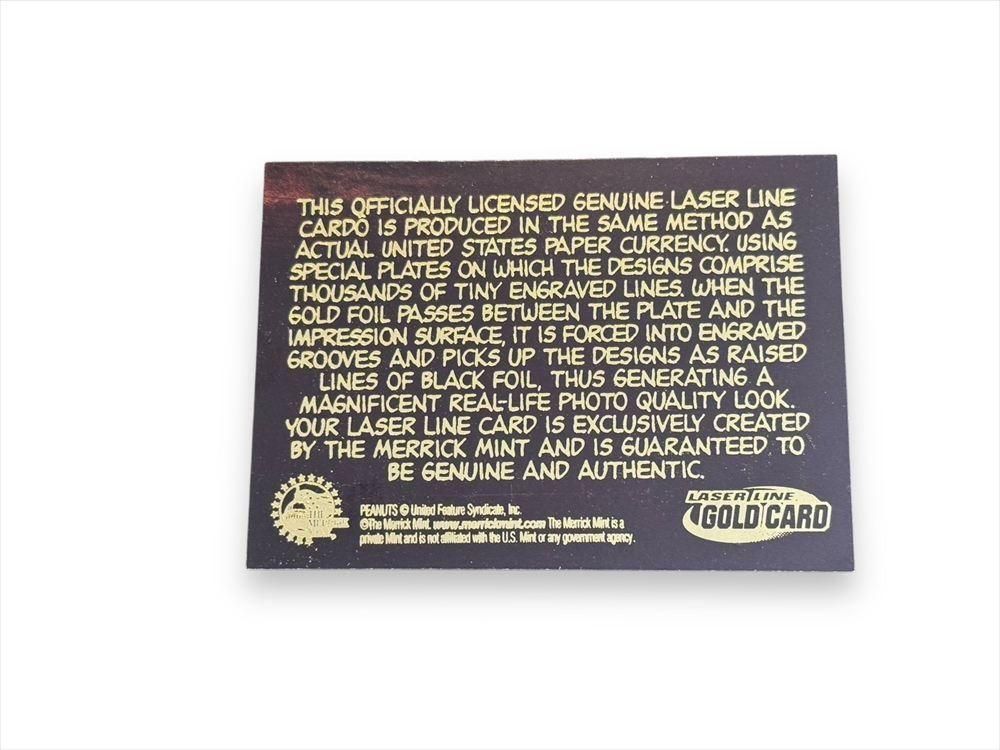 THIS OFFICIALLY LICENSED GENUINE LASER LINE
CARDÒ IS PRODUCED IN THE SAME METHOD AS
ACTUAL UNITED STATES PAPER CURRENCY. USING
SPECIAL PLATES ON WHICH THE DESIGNS COMPRISE
THOUSANDS OF TINY ENGRAVED LINES. WHEN THE
GOLD FOIL PASSES BETWEEN THE PLATE AND THE
IMPRESSION SURFACE, IT IS FORCED INTO ENGRAVED
GROOVES AND PICKS UP THE DESIGNS AS RAISED
LINES OF BLACK FOIL, THUS GENERATING A
MAGNIFICENT REAL-LIFE PHOTO QUALITY LOOK.
YOUR LASER LINE CARD IS EXCLUSIVELY CREATED
BY THE MERRICK MINT AND IS GUARANTEED TO
BE GENUINE AND AUTHENTIC.
THE
PEANUTS © United Feature Syndicate, Inc.
©The Merrick Mint. www.merrickmint.com The Merrick Mint is a
private Mint and is not affiliated with the U.S. Mint or any government agency.
LASER LINE
GOLD CARD